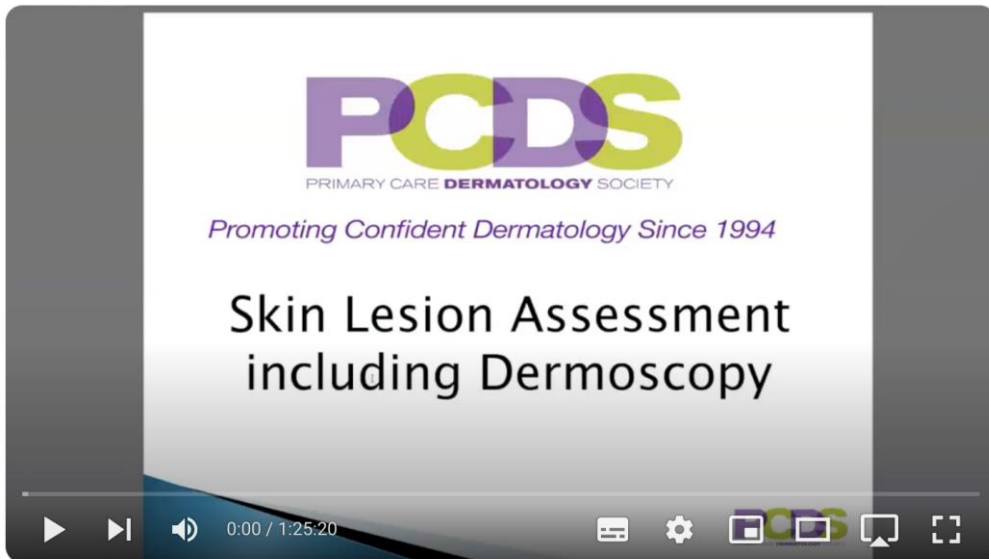 PCDS
PRIMARY CARE DERMATOLOGY SOCIETY
Promoting Confident Dermatology Since 1994
Skin Lesion Assessment
including Dermoscopy
0:00 / 1:25:20
PCDS